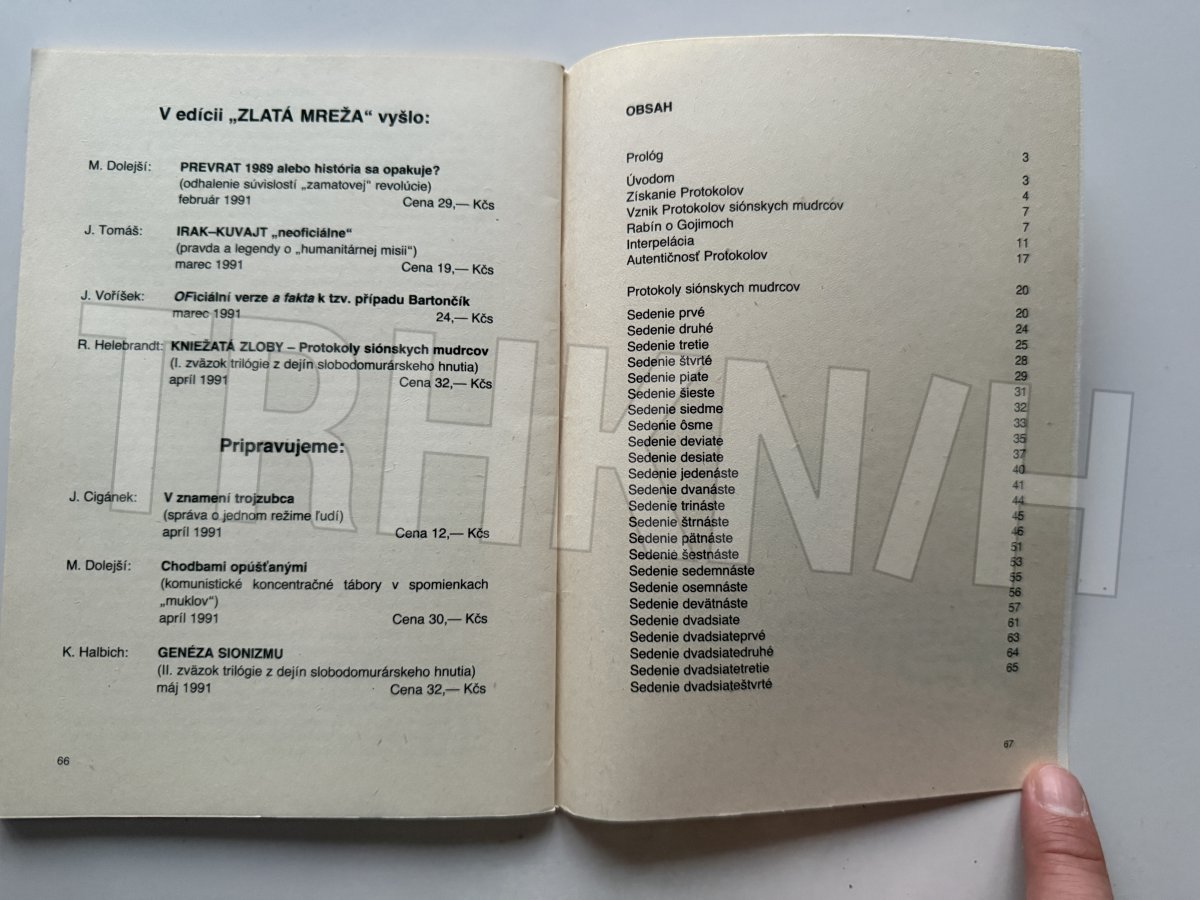 V edícii „ZLATÁ MREŽA“ vyšlo:
M. Dolejší: PREVRAT 1989 alebo história sa opakuje?
(odhalenie súvislostí „zamatovej“ revolúcie)
február 1991 Cena 29,— Kčs
J. Tomáš: IRAK–KUVAJT „neoficiálne“
(pravda a legendy o „humanitárnej misii“)
marec 1991 Cena 19,— Kčs
J. Voříšek: OFiciální verze a fakta k tzv. případu Bartončík
marec 1991 24,— Kčs
R. Helebrandt: KNIEŽATÁ ZLOBY – Protokoly siónskych mudrcov
(I. zväzok trilógie z dejín slobodomurárskeho hnutia)
apríl 1991 Cena 32,— Kčs
Pripravujeme:
J. Cigánek: V znamení trojzubca
(správa o jednom režime ľudí)
apríl 1991 Cena 12,— Kčs
M. Dolejší: Chodbami opúšťanými
(komunistické koncentračné tábory v spomienkach
„muklov“)
apríl 1991 Cena 30,— Kčs
K. Halbich: GENÉZA SIONIZMU
(II. zväzok trilógie z dejín slobodomurárskeho hnutia)
máj 1991 Cena 32,— Kčs
66
OBSAH
Prológ 3
Úvodom 3
Získanie Protokolov 4
Vznik Protokolov siónskych mudrcov 7
Rabín o Gojimoch 7
Interpelácia 11
Autentičnosť Protokolov 17
Protokoly siónskych mudrcov 20
Sedenie prvé 20
Sedenie druhé 24
Sedenie tretie 25
Sedenie štvrté 28
Sedenie piate 29
Sedenie šieste 31
Sedenie siedme 32
Sedenie ôsme 33
Sedenie deviate 35
Sedenie desiate 37
Sedenie jedenáste 40
Sedenie dvanáste 41
Sedenie trináste 44
Sedenie štrnáste 45
Sedenie pätnáste 46
Sedenie šestnáste 51
Sedenie sedemnáste 53
Sedenie osemnáste 55
Sedenie devätnáste 56
Sedenie dvadsiate 57
Sedenie dvadsiateprvé 61
Sedenie dvadsiatedruhé 63
Sedenie dvadsiatetretie 64
Sedenie dvadsiateštvrté 65
67
TRHKN/H